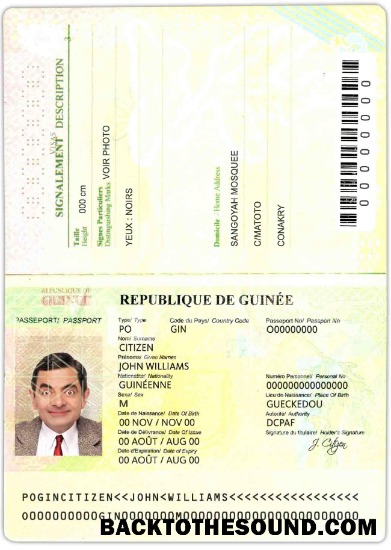 SIGNALEMENT DESCRIPTION
3
VISAS
Taille
Height
000 cm
Signes Particuliers
Distinguishing Marks
VOIR PHOTO
YEUX : NOIRS
Domicile / Home Address
SANGOYAH MOSQUEE
C/MATOTO
CONAKRY
O0000000
REPUBLIQUE DE
GUINEE
REPUBLIQUE DE GUINÉE
PASSEPORT/ PASSPORT
Type/ Type
Code du Pays/ Country Code
Passeport No/ Passport No
PO
GIN
O00000000
Nom/ Surname
CITIZEN
Prénoms/ Given Names
JOHN WILLIAMS
Nationalité/ Nationality
Numéro Personnel/ Personal No
GUINÉENNE
00000000000000
Sexe/ Sex
Lieu de Naissance/ Place Of Birth
M
GUECKEDOU
Date de Naissance/ Date Of Birth
Autorité/ Authority
00 NOV / NOV 00
DCPAF
Date de Délivrance/ Date Of Issue
Signature du titulaire/ Holder's Signature
00 AOÛT / AUG 00
J. Citizen
Date d'Expiration/ Date of Expiry
00 AOÛT / AUG 00
POGINCITIZEN<<JOHN<WILLIAMS<<<<<<<<<<<<<<<<<
O000000000GIN0000000M00000000000000000000000
BACKTOTHESOUND.COM